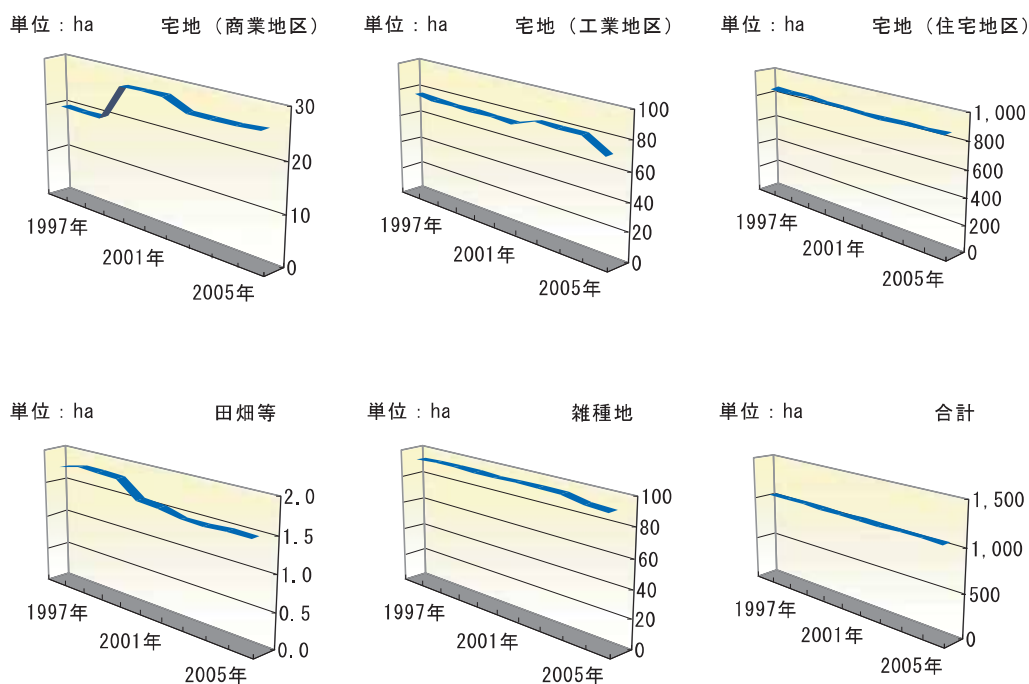 単位：ha 宅地（商業地区）
30
20
10
0
1997年
2001年
2005年
単位：ha 宅地（工業地区）
100
80
60
40
20
0
1997年
2001年
2005年
単位：ha 宅地（住宅地区）
1,000
800
600
400
200
0
1997年
2001年
2005年
単位：ha 田畑等
2.0
1.5
1.0
0.5
0.0
1997年
2001年
2005年
単位：ha 雑種地
100
80
60
40
20
0
1997年
2001年
2005年
単位：ha 合計
1,500
1,000
500
0
1997年
2001年
2005年